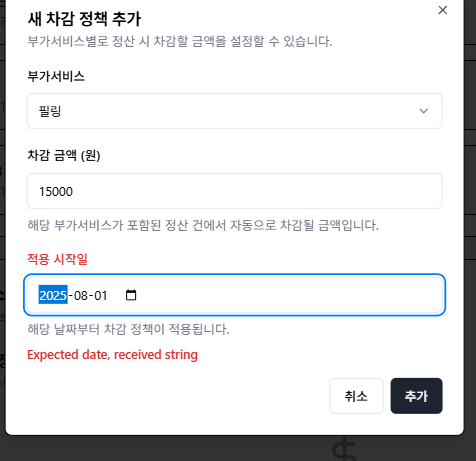 새 차감 정책 추가
부가서비스별로 정산 시 차감할 금액을 설정할 수 있습니다.
부가서비스
필링
차감 금액 (원)
15000
해당 부가서비스가 포함된 정산 건에서 자동으로 차감될 금액입니다.
적용 시작일
2025-08-01
해당 날짜부터 차감 정책이 적용됩니다.
Expected date, received string
취소 추가